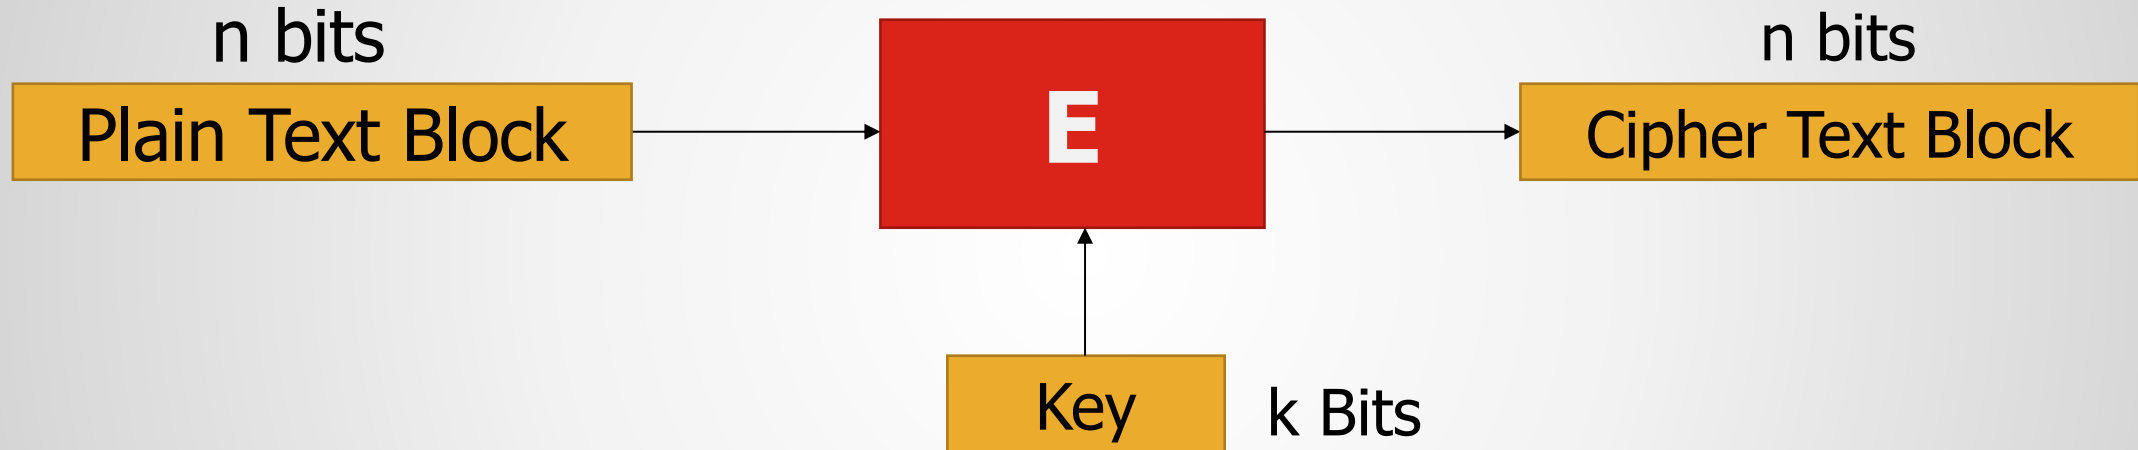 n bits
Plain Text Block
E
n bits
Cipher Text Block
Key
k Bits